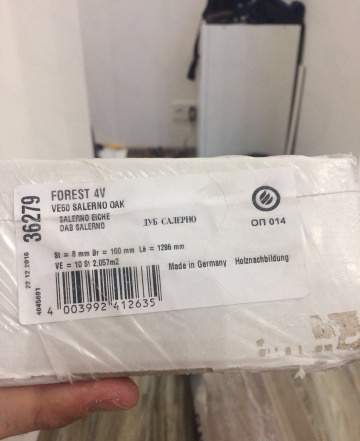 36279
22.12.2016
FOREST 4V
VE60 SALERNO OAK
SALERNO EICHE
DAB SALERNO
ДУБ САЛЕРНО
ОП 014
St = 8 mm Br = 160 mm Lä = 1286 mm
VE = 10 St 2,057m2
Made in Germany Holznachbildung
4 003992 412635